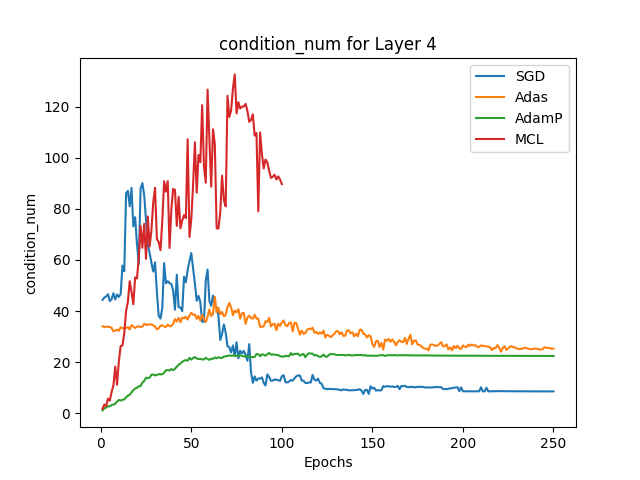 condition_num for Layer 4
SGD
Adas
AdamP
MCL
condition_num
120
100
80
60
40
20
0
0 50 100 150 200 250
Epochs